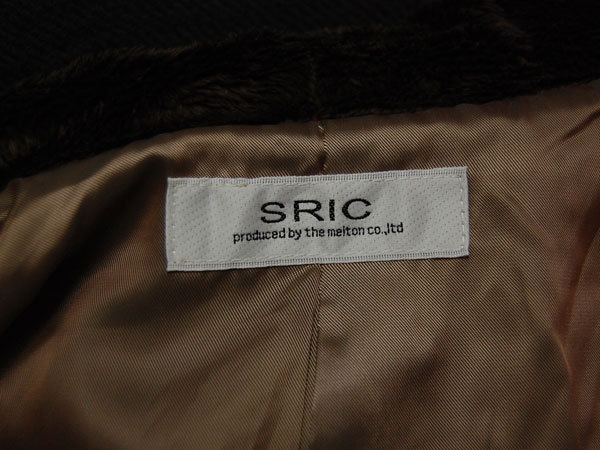 SRIC
produced by the melton co.,ltd